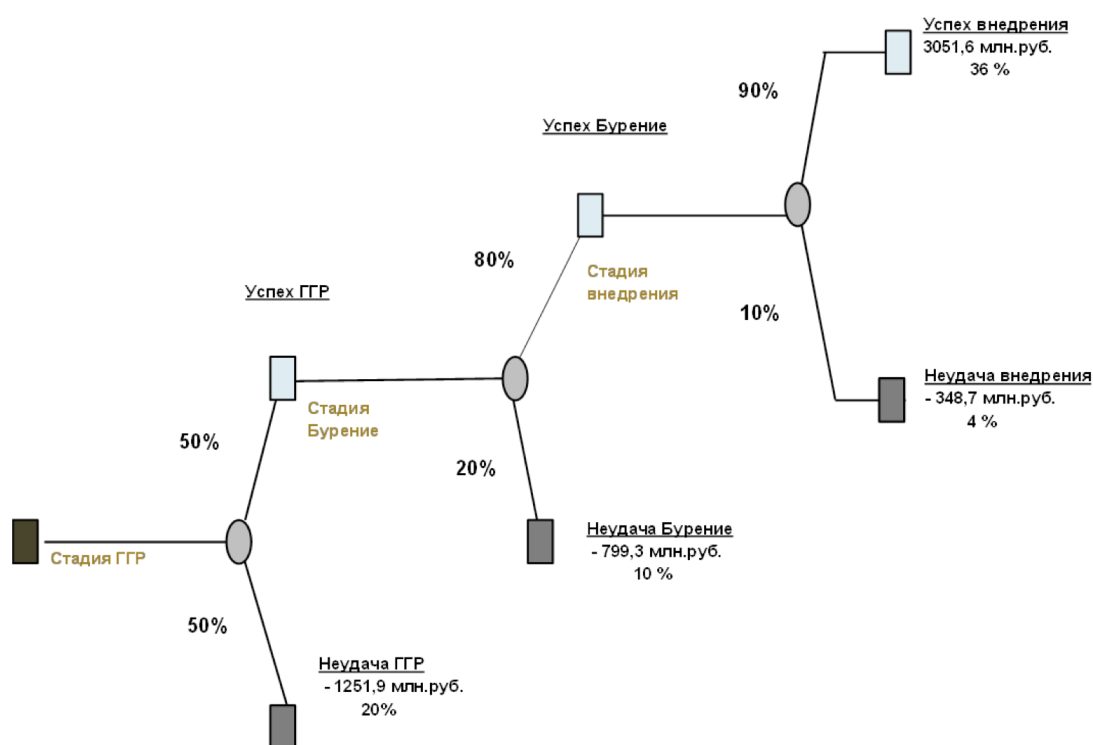 Успех внедрения
3051,6 млн.руб.
36 %
90%
Успех Бурение
80%
Стадия
внедрения
Успех ГГР
10%
Неудача внедрения
- 348,7 млн.руб.
4 %
Стадия
Бурение
50%
20%
Неудача Бурение
- 799,3 млн.руб.
10 %
Стадия ГГР
50%
Неудача ГГР
- 1251,9 млн.руб.
20%